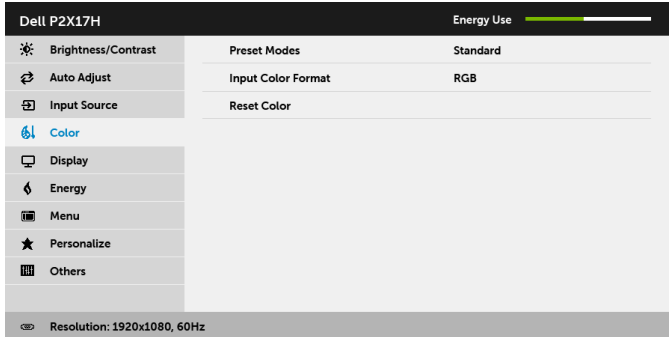 Dell P2X17H Energy Use
Brightness/Contrast Preset Modes Standard
Auto Adjust Input Color Format RGB
Input Source Reset Color
Color
Display
Energy
Menu
Personalize
Others
Resolution: 1920x1080, 60Hz